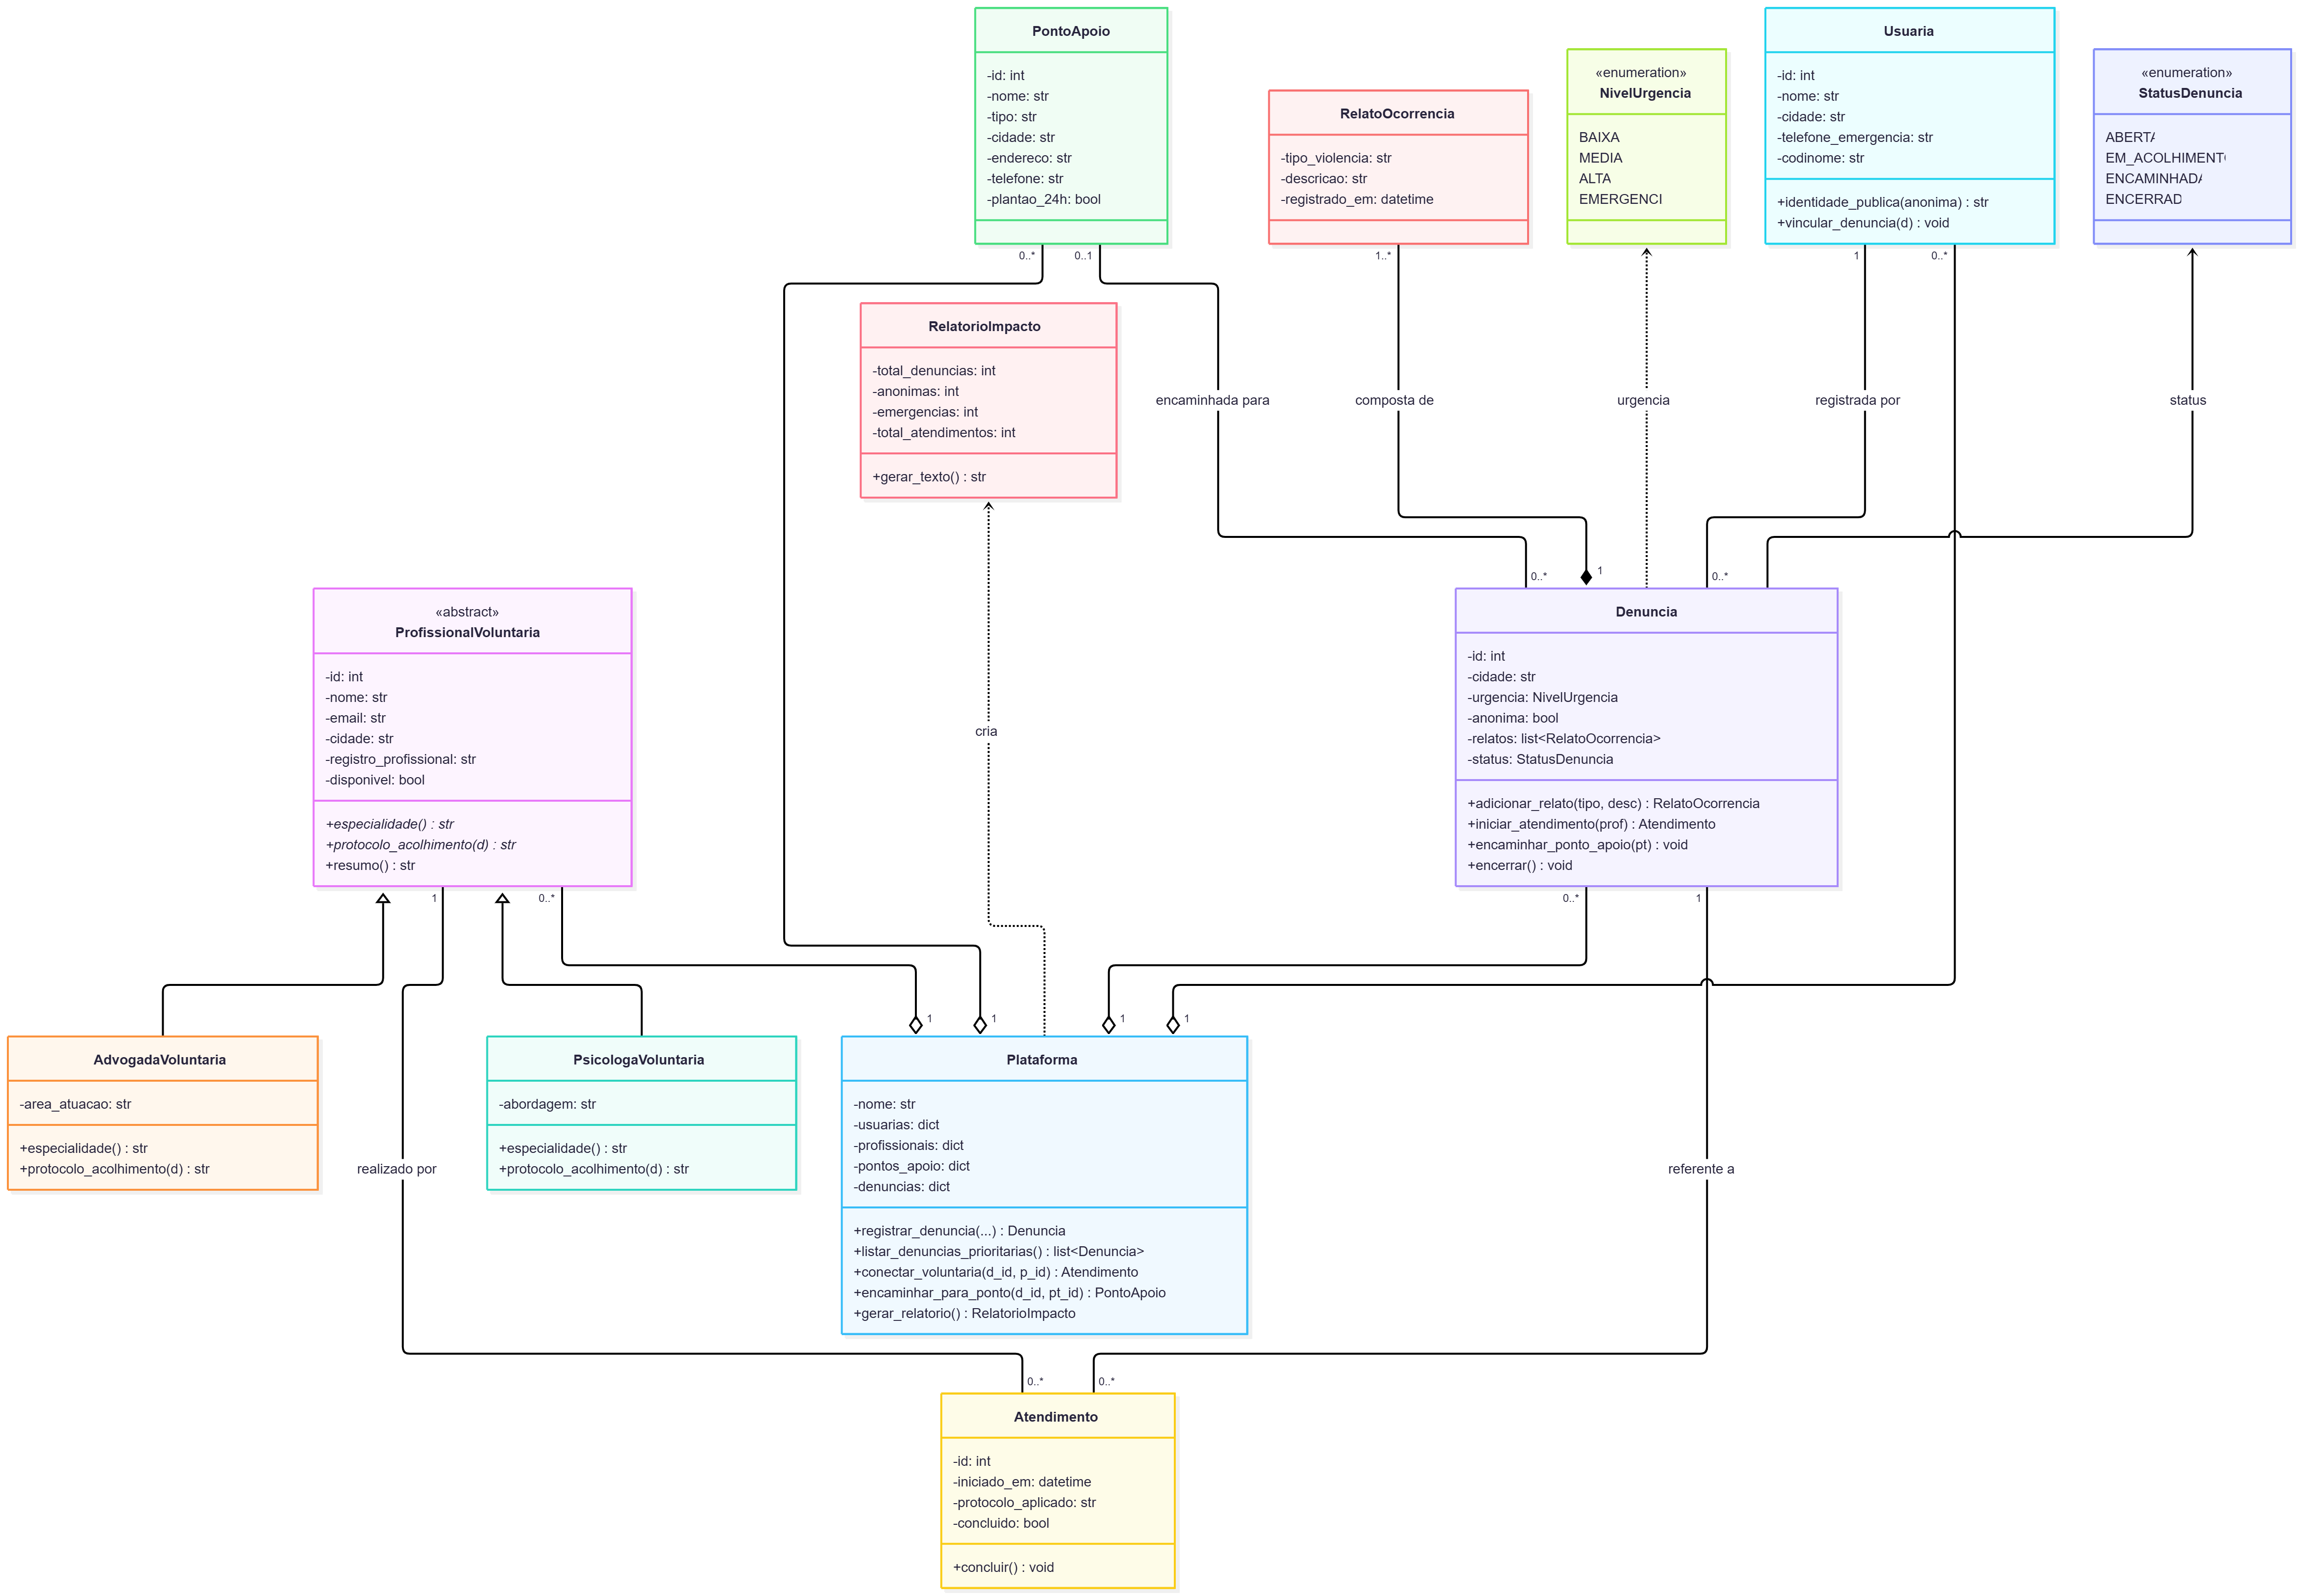 PontoApoio
-id: int
-nome: str
-tipo: str
-cidade: str
-endereco: str
-telefone: str
-plantao_24h: bool
RelatoOcorrencia
-tipo_violencia: str
-descricao: str
-registrado_em: datetime
«enumeration»
NivelUrgencia
BAIXA
MEDIA
ALTA
EMERGENCI
Usuaria
-id: int
-nome: str
-cidade: str
-telefone_emergencia: str
-codinome: str
+identidade_publica(anonima) : str
+vincular_denuncia(d) : void
«enumeration»
StatusDenuncia
ABERTA
EM_ACOLHIMENTO
ENCAMINHADA
ENCERRAD
0..*
0..1
1..*
1
0..*
RelatorioImpacto
-total_denuncias: int
-anonimas: int
-emergencias: int
-total_atendimentos: int
+gerar_texto() : str
encaminhada para
composta de
urgencia
registrada por
status
0..*
1
0..*
«abstract»
ProfissionalVoluntaria
-id: int
-nome: str
-email: str
-cidade: str
-registro_profissional: str
-disponivel: bool
+especialidade() : str
+protocolo_acolhimento(d) : str
+resumo() : str
cria
Denuncia
-id: int
-cidade: str
-urgencia: NivelUrgencia
-anonima: bool
-relatos: list<RelatoOcorrencia>
-status: StatusDenuncia
+adicionar_relato(tipo, desc) : RelatoOcorrencia
+iniciar_atendimento(prof) : Atendimento
+encaminhar_ponto_apoio(pt) : void
+encerrar() : void
1
0..*
0..*
1
1
1
1
1
AdvogadaVoluntaria
-area_atuacao: str
+especialidade() : str
+protocolo_acolhimento(d) : str
realizado por
PsicologaVoluntaria
-abordagem: str
+especialidade() : str
+protocolo_acolhimento(d) : str
Plataforma
-nome: str
-usuarias: dict
-profissionais: dict
-pontos_apoio: dict
-denuncias: dict
+registrar_denuncia(...) : Denuncia
+listar_denuncias_prioritarias() : list<Denuncia>
+conectar_voluntaria(d_id, p_id) : Atendimento
+encaminhar_para_ponto(d_id, pt_id) : PontoApoio
+gerar_relatorio() : RelatorioImpacto
referente a
0..*
0..*
Atendimento
-id: int
-iniciado_em: datetime
-protocolo_aplicado: str
-concluido: bool
+concluir() : void